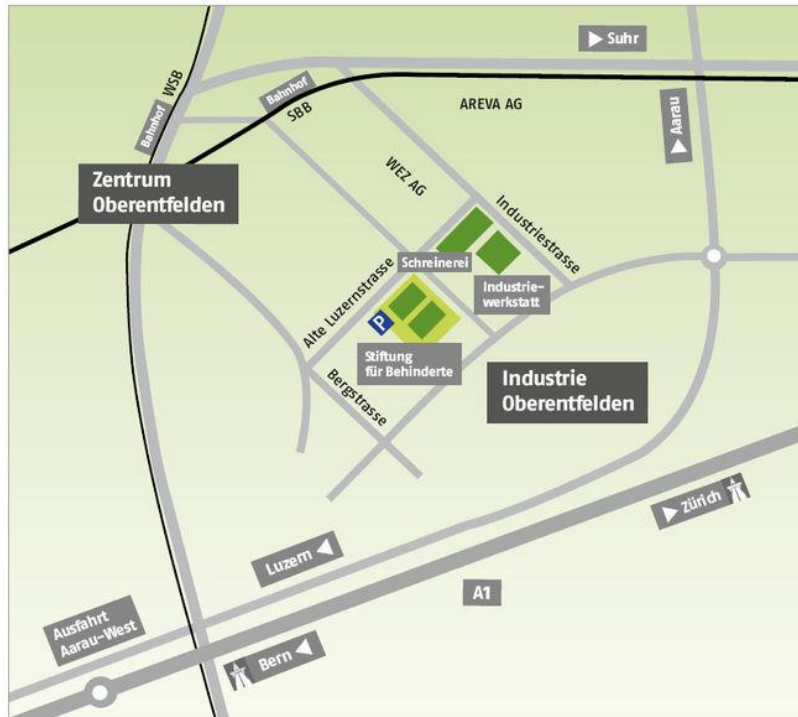 Suhr
WSB
Bahnhof
Bahnhof
SBB
AREVA AG
Aarau
Zentrum
Oberentfelden
WEZ AG
Industriestrasse
Schreinerei
Industrie-
werkstatt
Alte Luzernstrasse
P
Stiftung
für Behinderte
Bergstrasse
Industrie
Oberentfelden
Zürich
Luzern
A1
Ausfahrt
Aarau-West
Bern